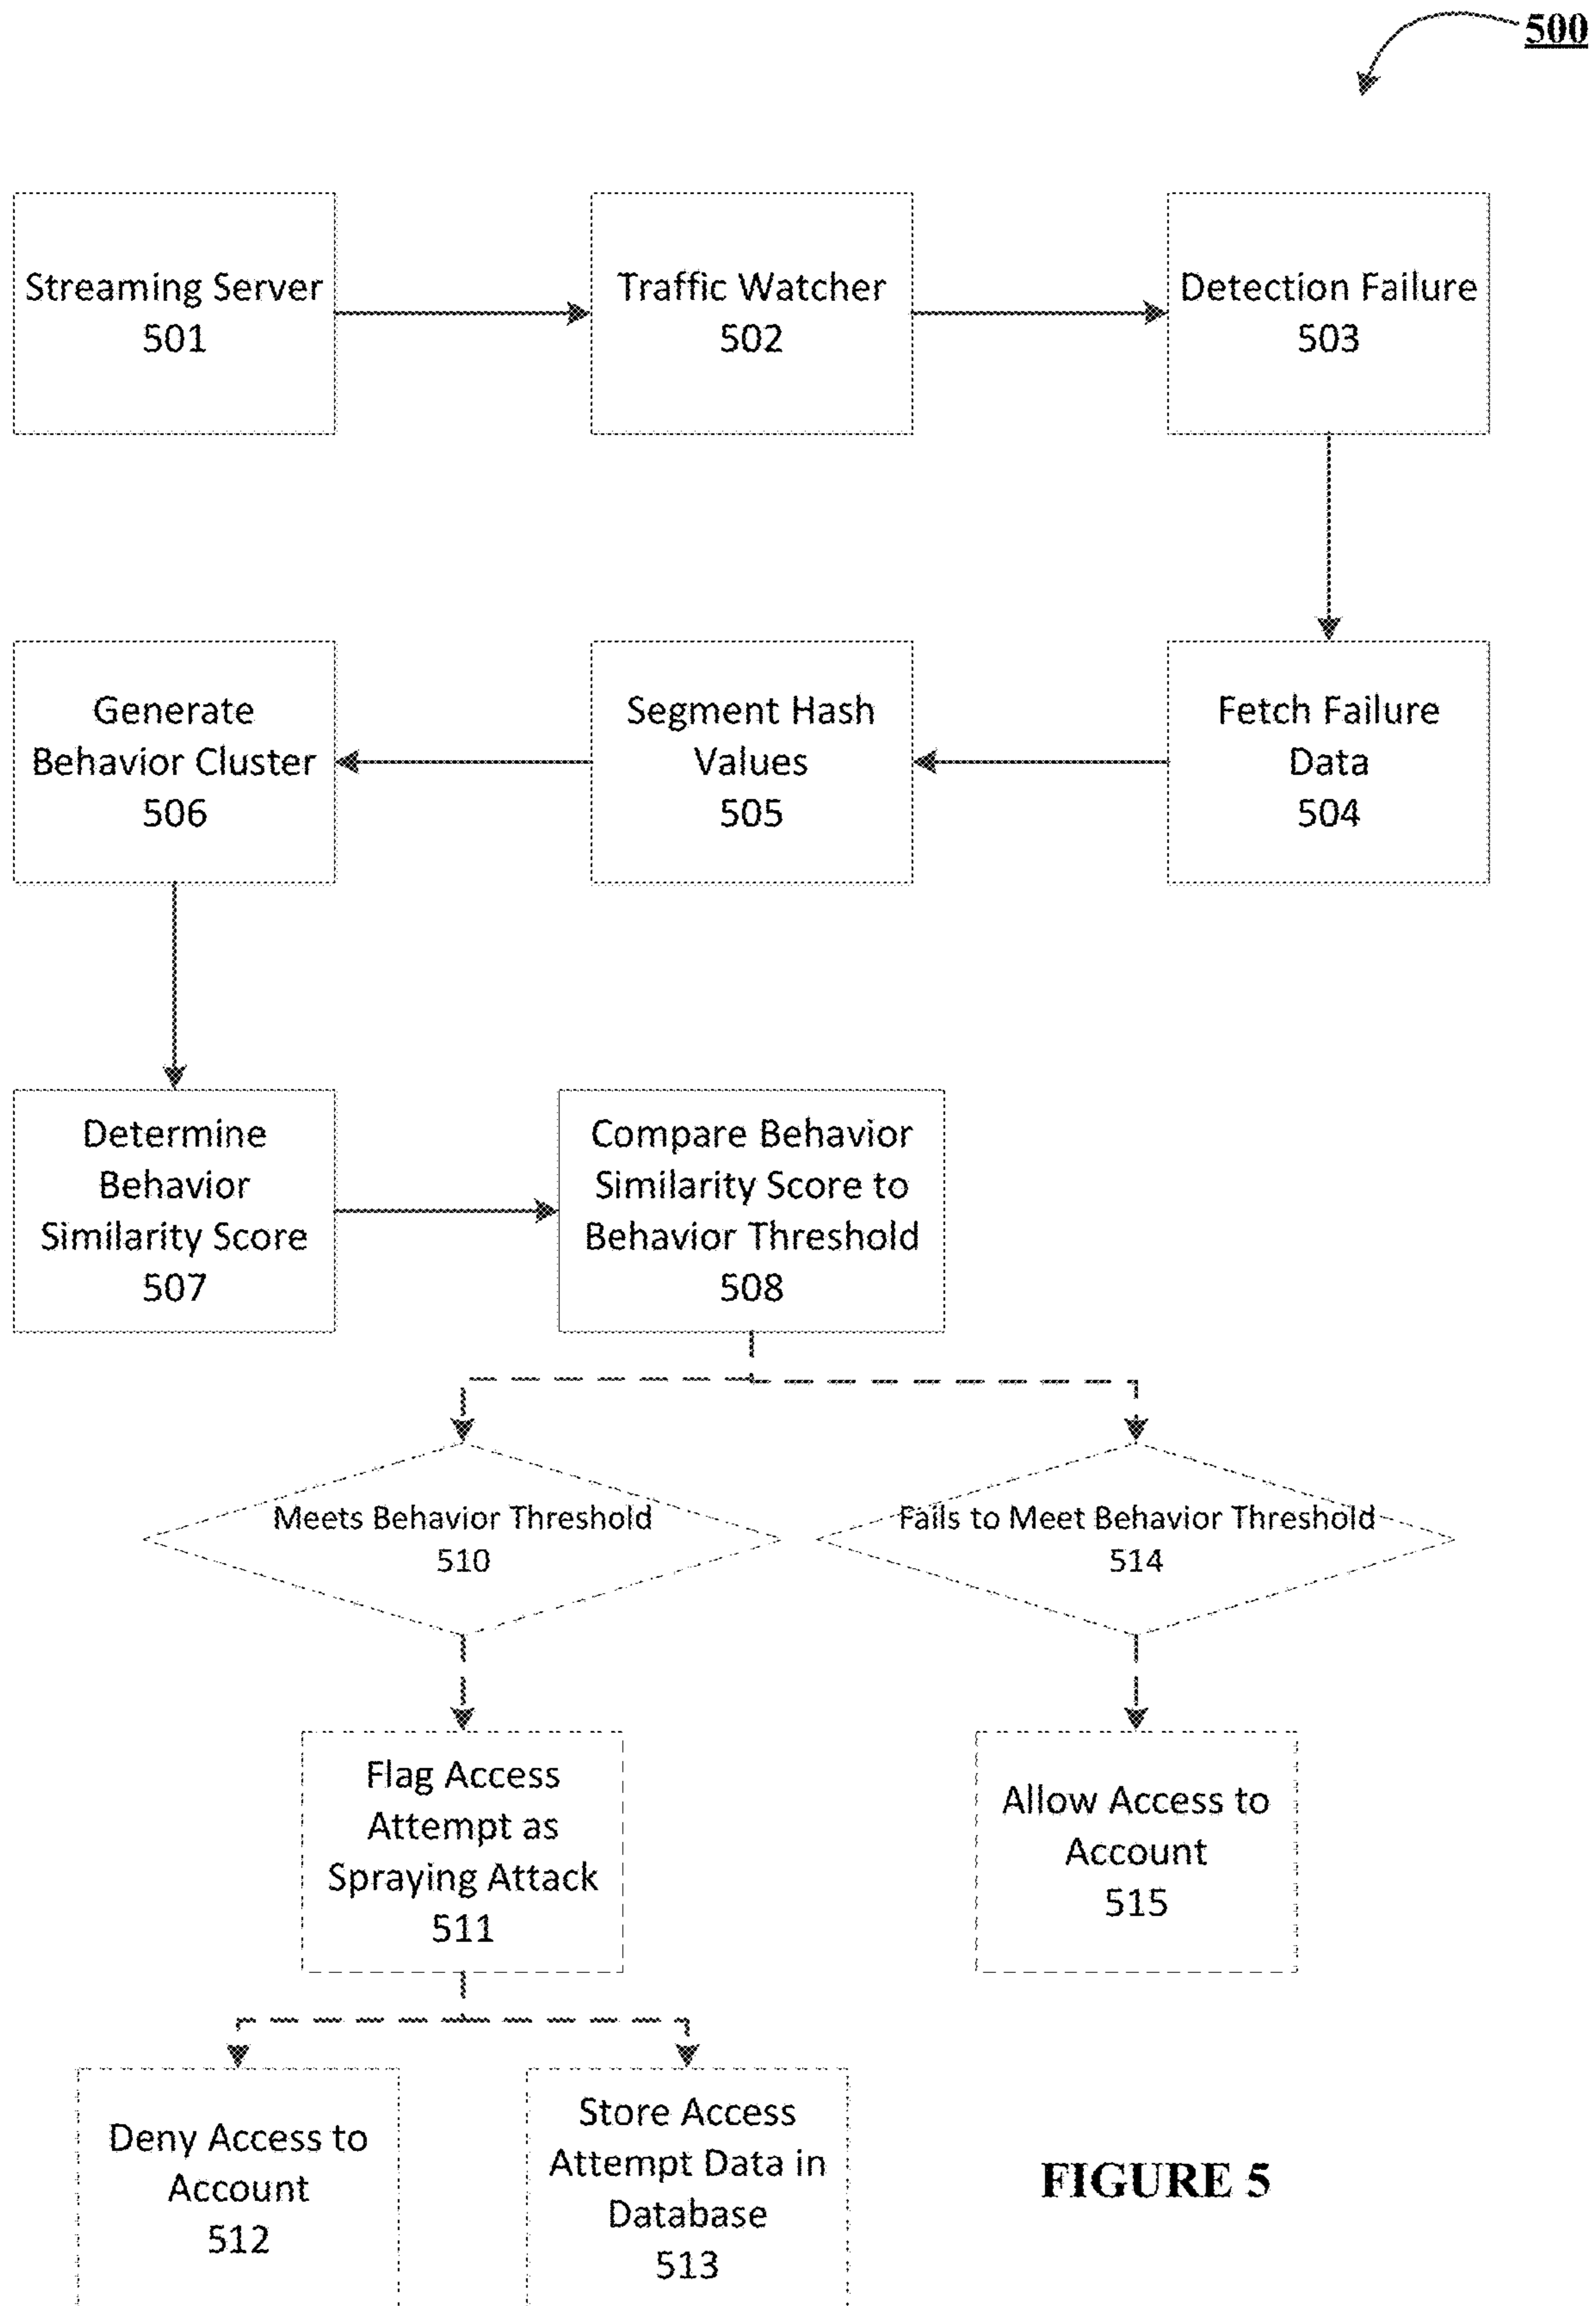 500
Streaming Server
501
Traffic Watcher
502
Detection Failure
503
Generate
Behavior Cluster
506
Segment Hash
Values
505
Fetch Failure
Data
504
Determine
Behavior
Similarity Score
507
Compare Behavior
Similarity Score to
Behavior Threshold
508
Meets Behavior Threshold
510
Fails to Meet Behavior Threshold
514
Flag Access
Attempt as
Spraying Attack
511
Allow Access to
Account
515
Deny Access to
Account
512
Store Access
Attempt Data in
Database
513
FIGURE 5